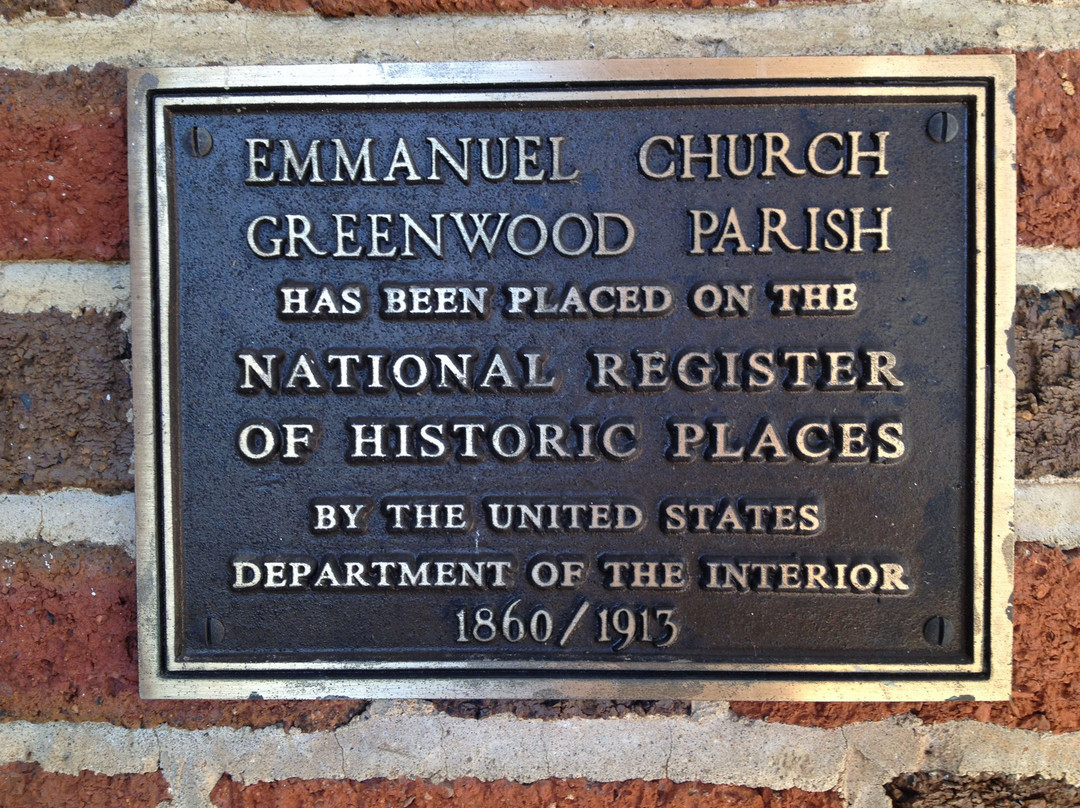 EMMANUEL CHURCH
GREENWOOD PARISH
HAS BEEN PLACED ON THE
NATIONAL REGISTER
OF HISTORIC PLACES
BY THE UNITED STATES
DEPARTMENT OF THE INTERIOR
1860/1913